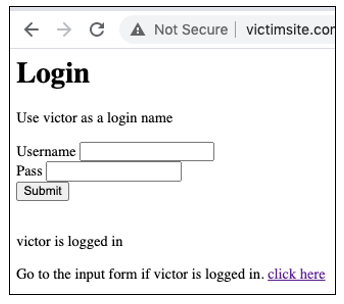 Not Secure | victimsite.com
Login
Use victor as a login name
Username
Pass
Submit
victor is logged in
Go to the input form if victor is logged in. click here